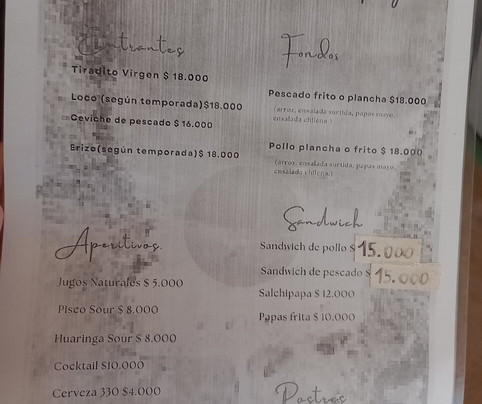 Entrantes
Tiradito Virgen $ 18.000
Loco (según temporada)$18.000
Ceviche de pescado $ 16.000
Erizo(según temporada)$ 18.000
Aperitivos.
Jugos Naturales $ 5.000
Pisco Sour $ 8.000
Huaringa Sour $ 8.000
Cocktail $10.000
Cerveza 330 $4.000
Fondos
Pescado frito o plancha $18.000
(arroz, ensalada surtida, papas mayo,
ensalada chilena.)
Pollo plancha o frito $ 18.000
(arroz, ensalada surtida, papas mayo,
ensalada chilena.)
Sandwich
Sandwich de pollo $15.000
Sandwich de pescado $15.000
Salchipapa $ 12.000
Papas frita $ 10.000
Postres